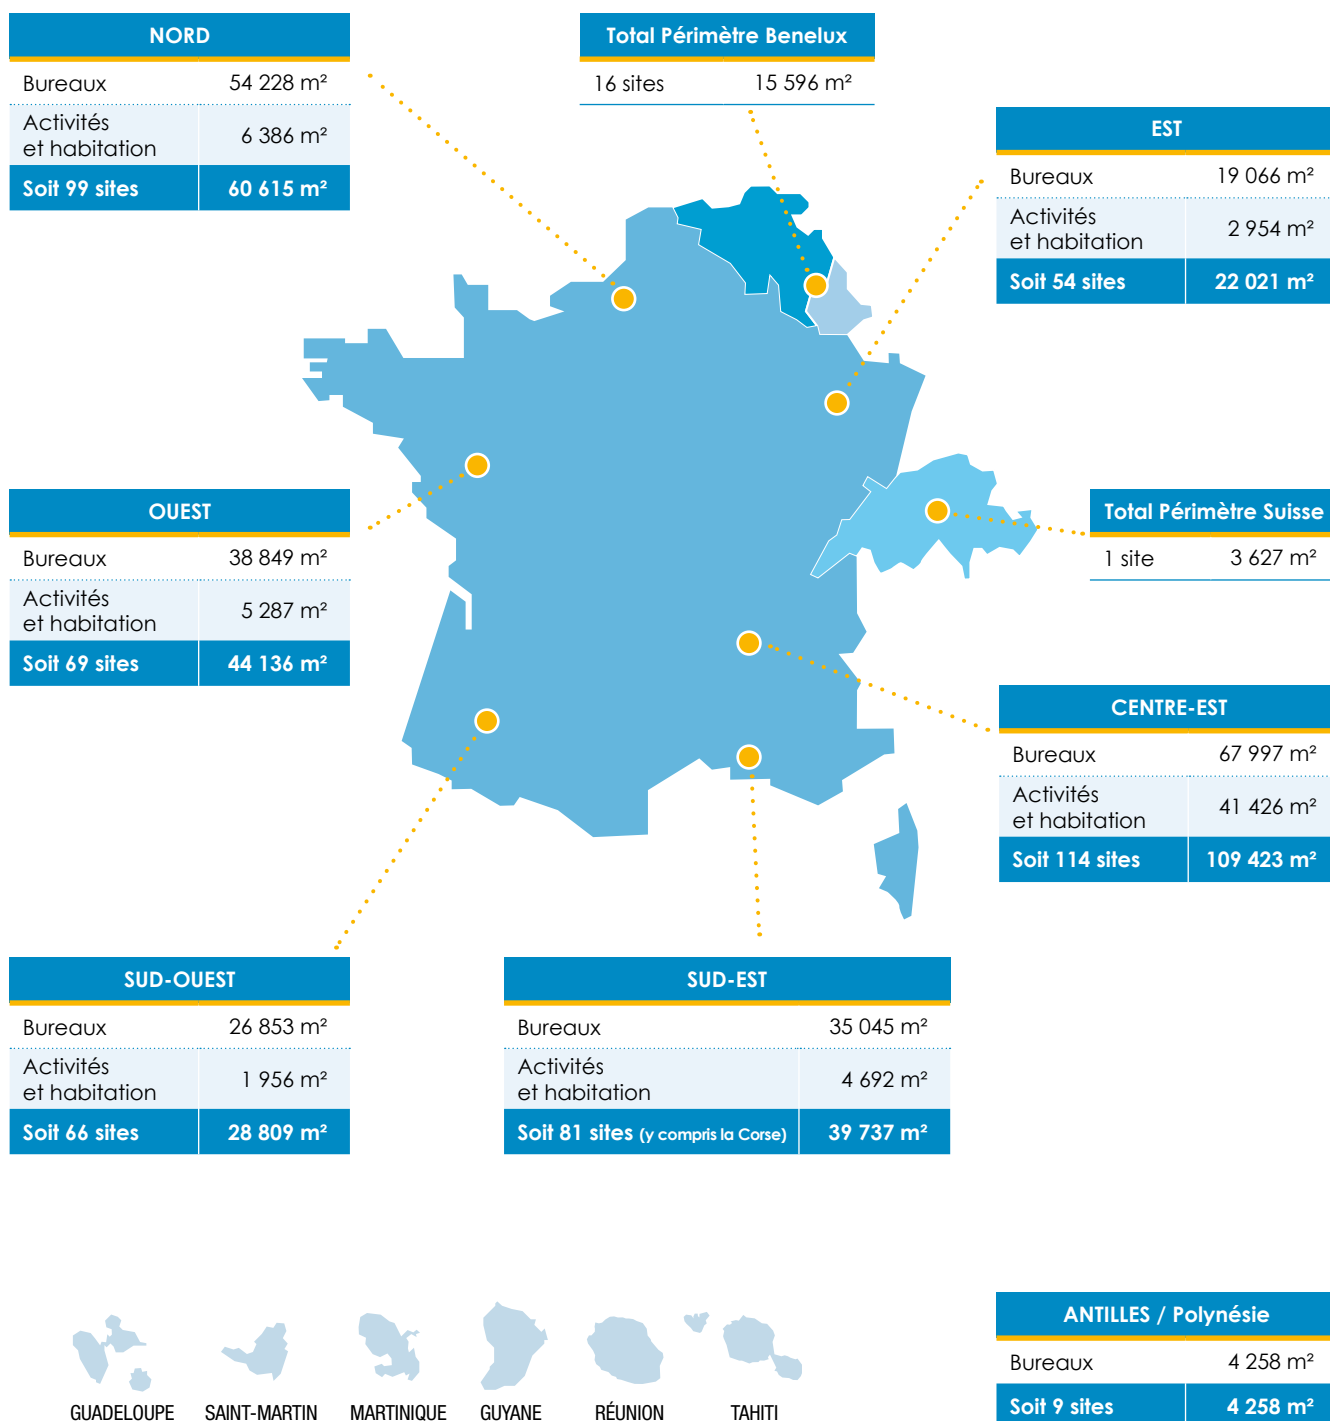 NORD
Bureaux 54 228 m²
Activités
et habitation 6 386 m²
Soit 99 sites 60 615 m²
Total Périmètre Benelux
16 sites 15 596 m²
EST
Bureaux 19 066 m²
Activités
et habitation 2 954 m²
Soit 54 sites 22 021 m²
OUEST
Bureaux 38 849 m²
Activités
et habitation 5 287 m²
Soit 69 sites 44 136 m²
Total Périmètre Suisse
1 site 3 627 m²
CENTRE-EST
Bureaux 67 997 m²
Activités
et habitation 41 426 m²
Soit 114 sites 109 423 m²
SUD-OUEST
Bureaux 26 853 m²
Activités
et habitation 1 956 m²
Soit 66 sites 28 809 m²
SUD-EST
Bureaux 35 045 m²
Activités
et habitation 4 692 m²
Soit 81 sites (y compris la Corse) 39 737 m²
ANTILLES / Polynésie
Bureaux 4 258 m²
Soit 9 sites 4 258 m²
GUADELOUPE SAINT-MARTIN MARTINIQUE GUYANE RÉUNION TAHITI